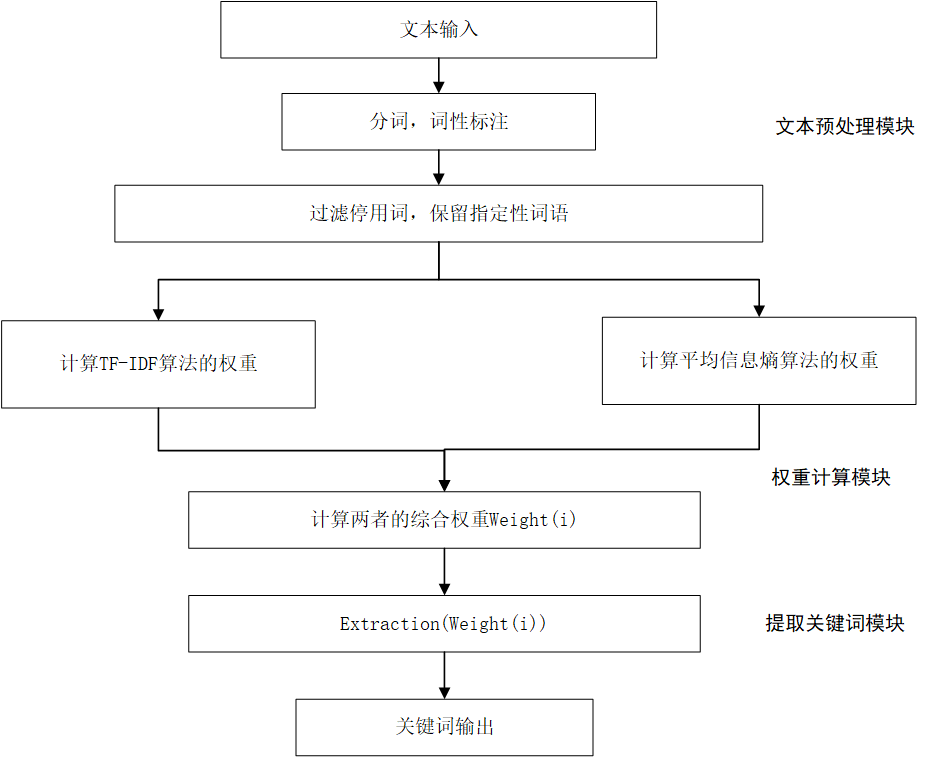 文本输入
分词，词性标注
文本预处理模块
过滤停用词，保留指定性词语
计算TF-IDF算法的权重
计算平均信息熵算法的权重
权重计算模块
计算两者的综合权重Weight(i)
Extraction(Weight(i))
提取关键词模块
关键词输出